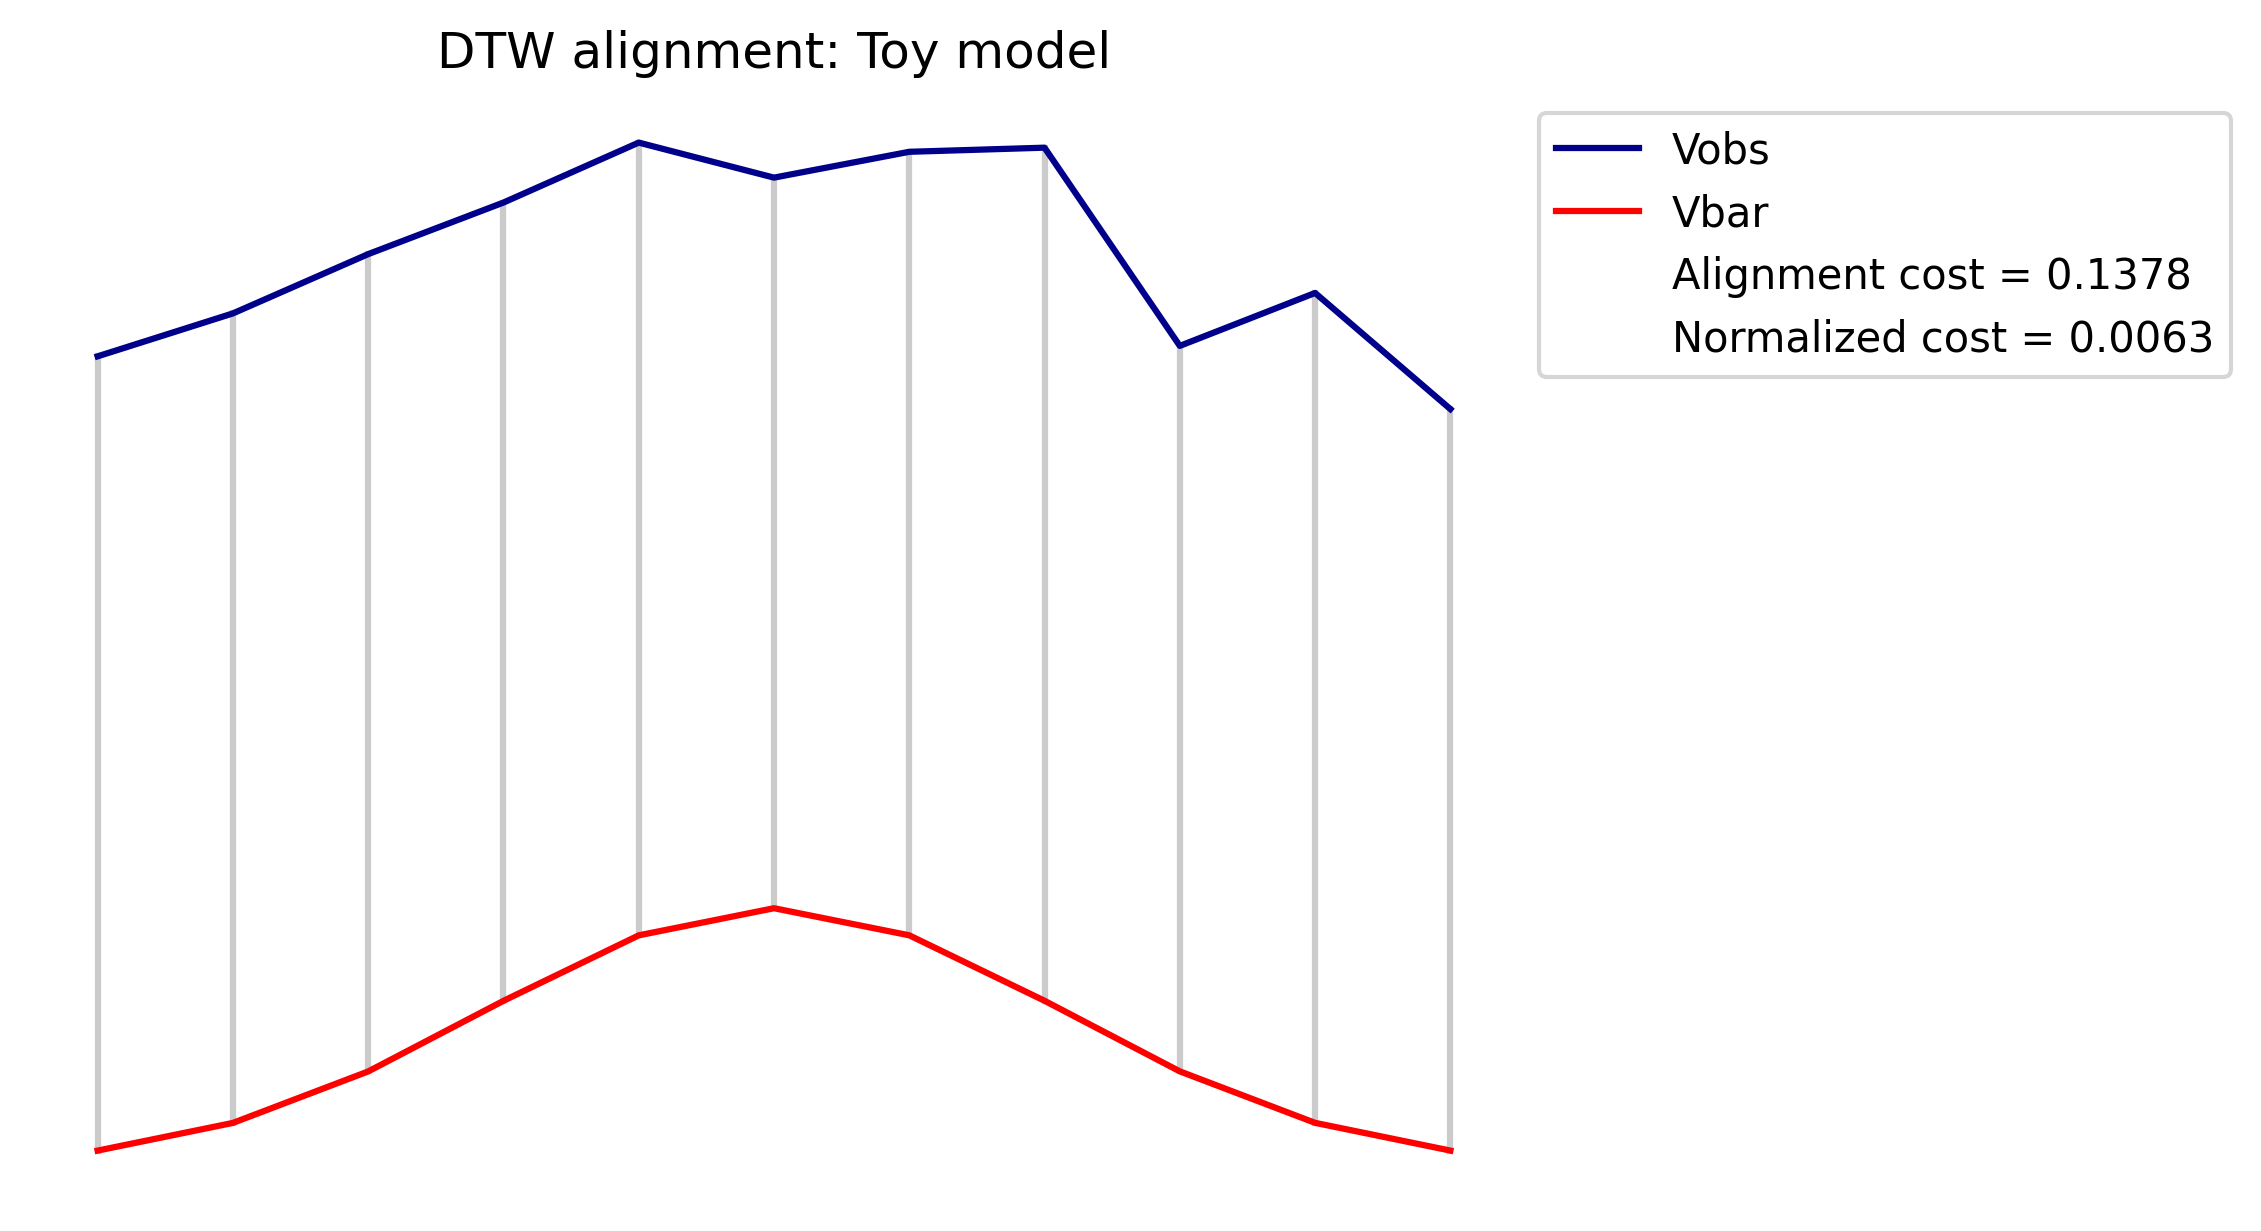 DTW alignment: Toy model
Vobs
Vbar
Alignment cost = 0.1378
Normalized cost = 0.0063